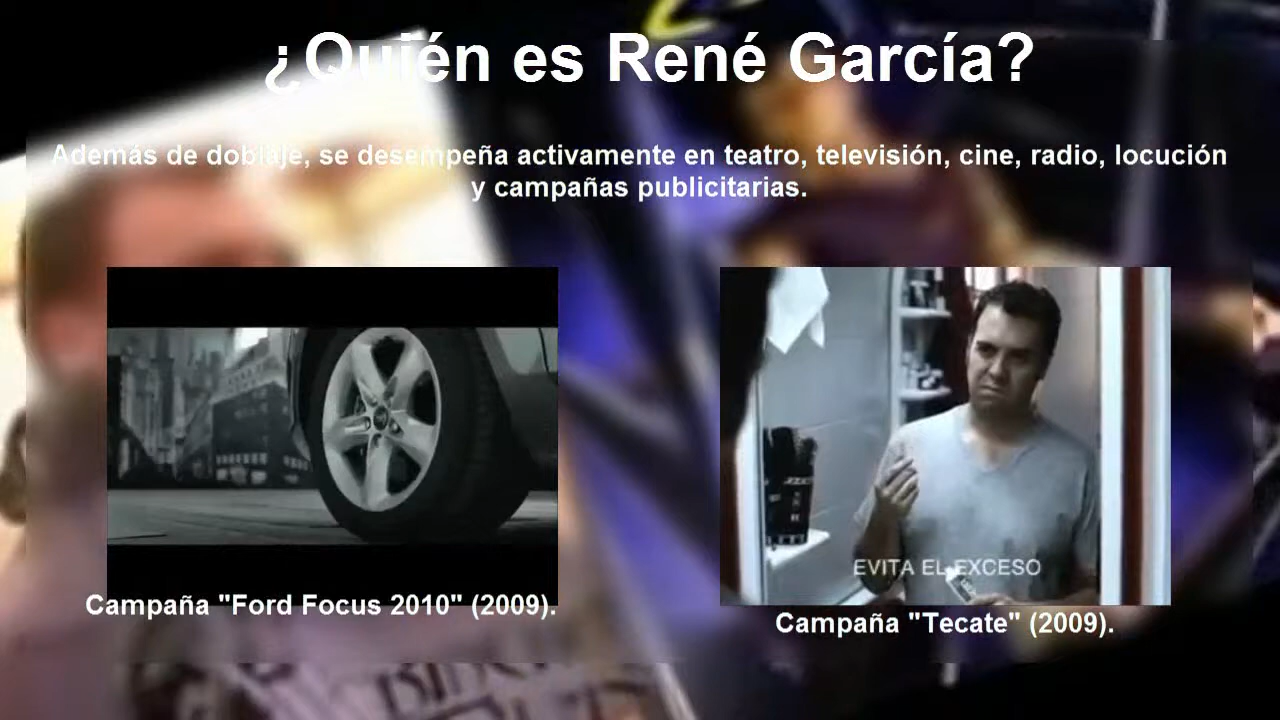 ¿Quién es René García?
Además de doblaje, se desempeña activamente en teatro, televisión, cine, radio, locución
y campañas publicitarias.
EVITA EL EXCESO
Campaña "Ford Focus 2010" (2009).
Campaña "Tecate" (2009).